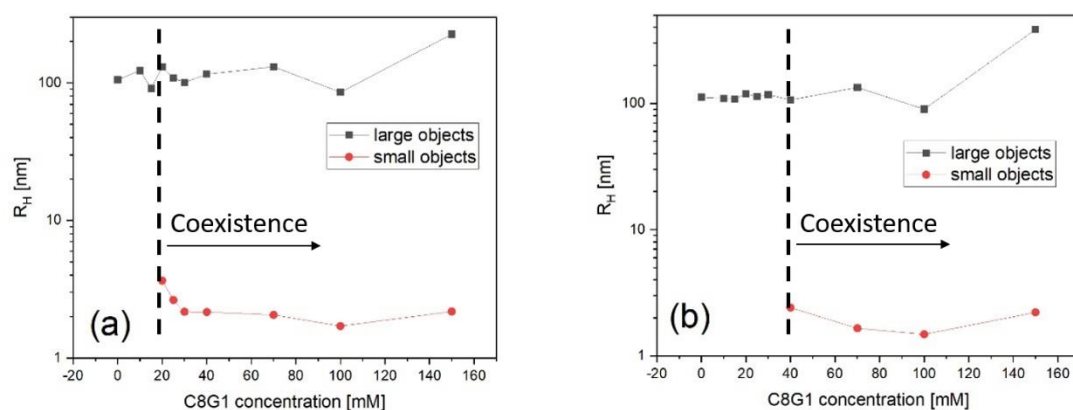 (a)
100
10
1
R_H [nm]
large objects
small objects
Coexistence
-20 0 20 40 60 80 100 120 140 160
C8G1 concentration [mM]
(b)
100
10
1
R_H [nm]
large objects
small objects
Coexistence
-20 0 20 40 60 80 100 120 140 160
C8G1 concentration [mM]